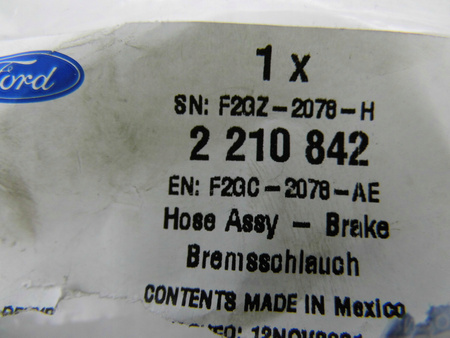 Ford
1 x
SN: F2GZ-2078-H
2 210 842
EN: F2GC-2078-AE
Hose Assy - Brake
Bremsschlauch
CONTENTS MADE IN Mexico